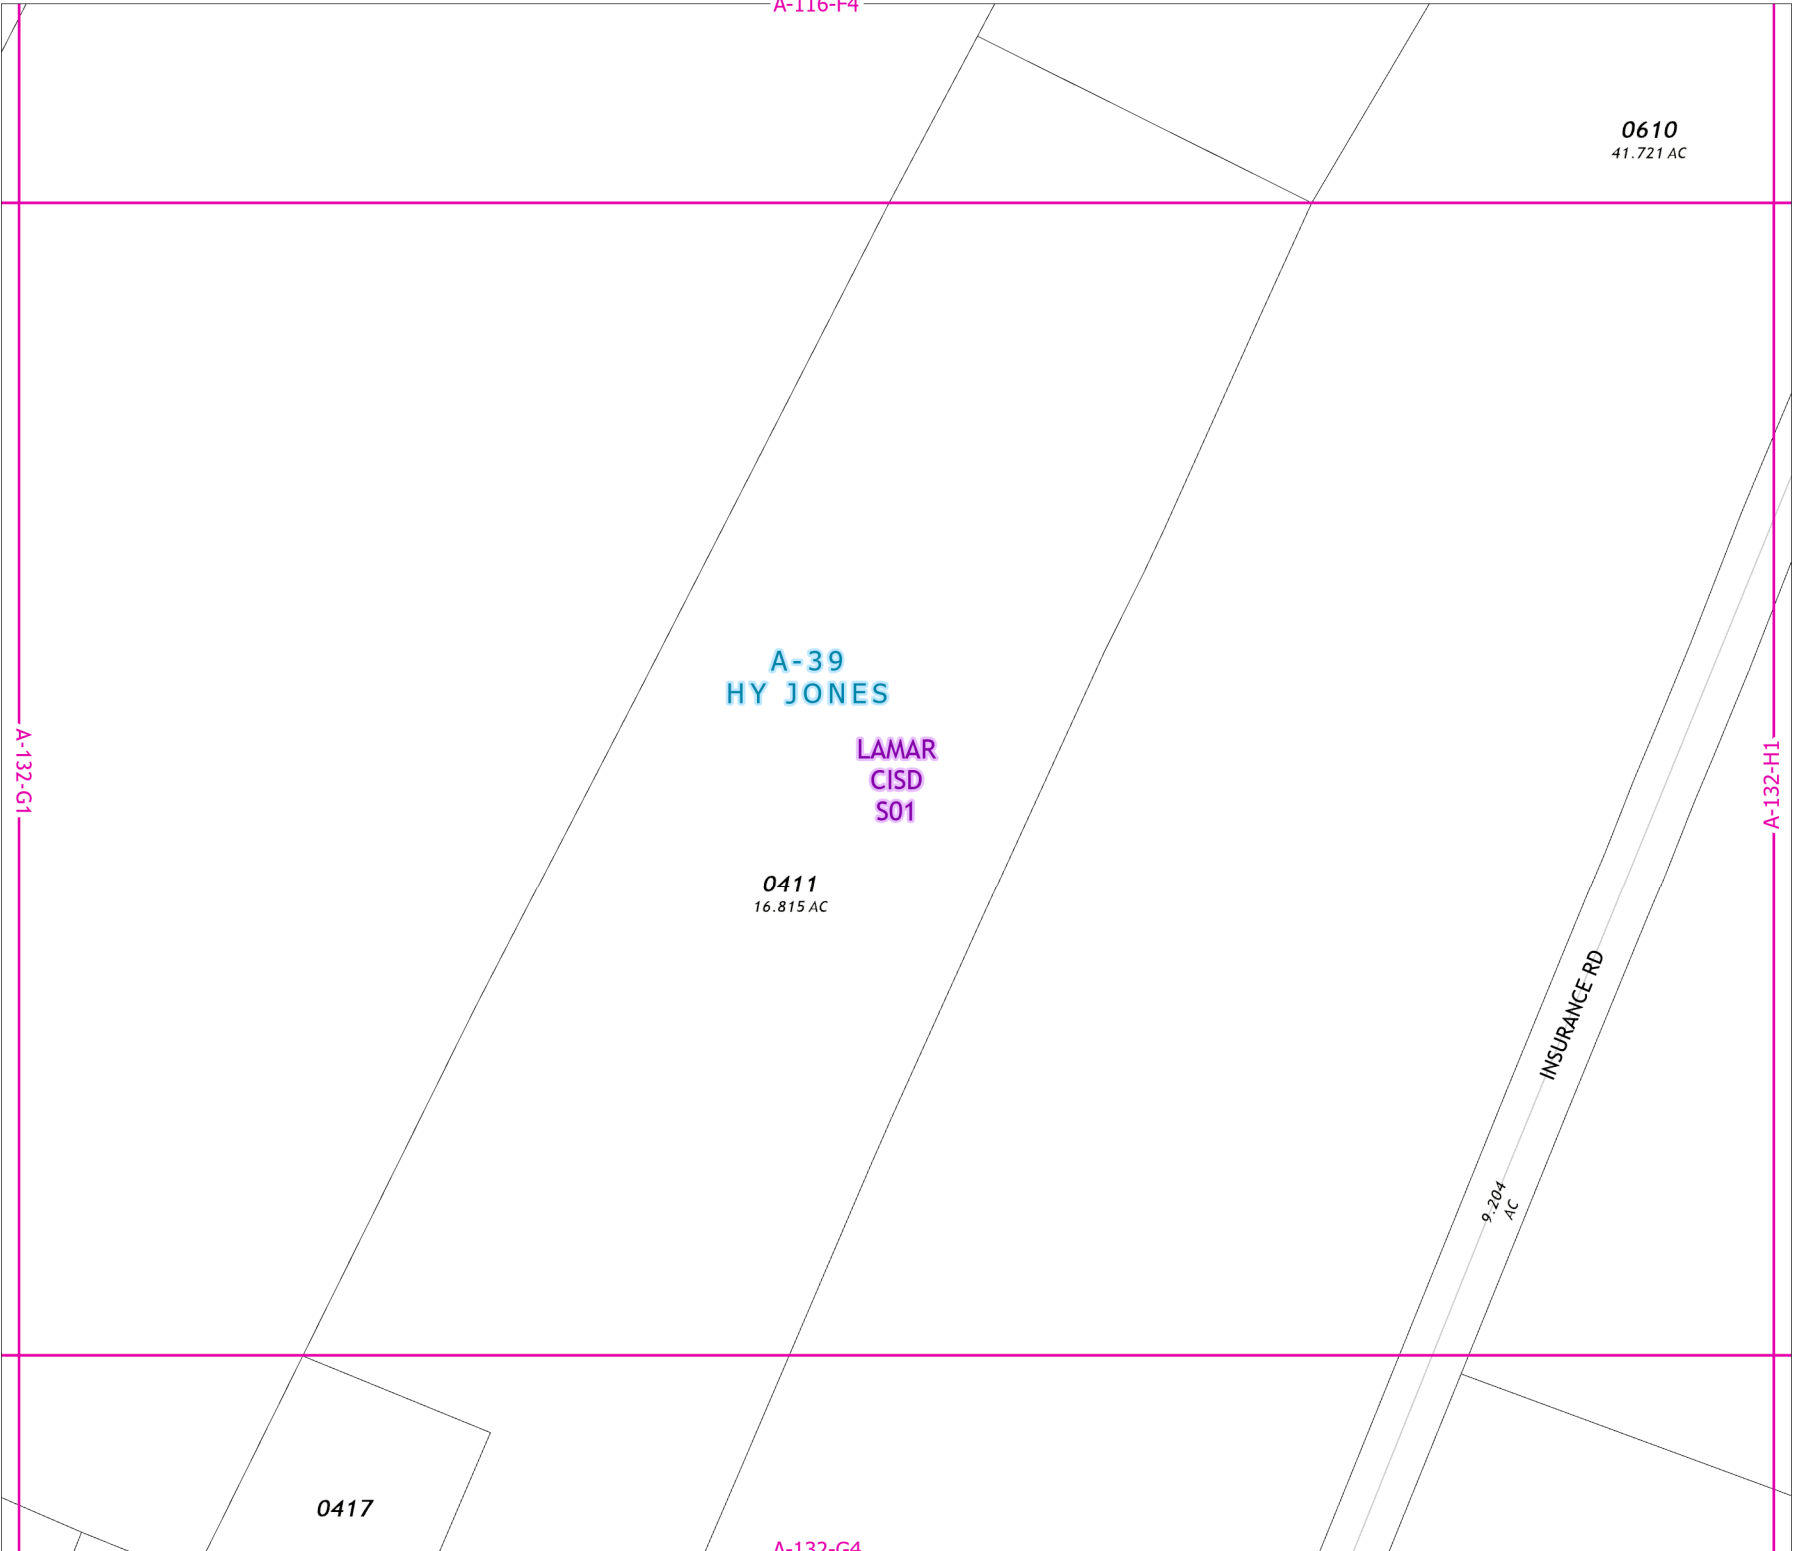 A-116-F4
0610
41.721 AC
A-39
HY JONES
LAMAR
CISD
S01
A-132-G1
A-132-H1
0411
16.815 AC
INSURANCE RD
9.204
AC
0417
A-132-G4